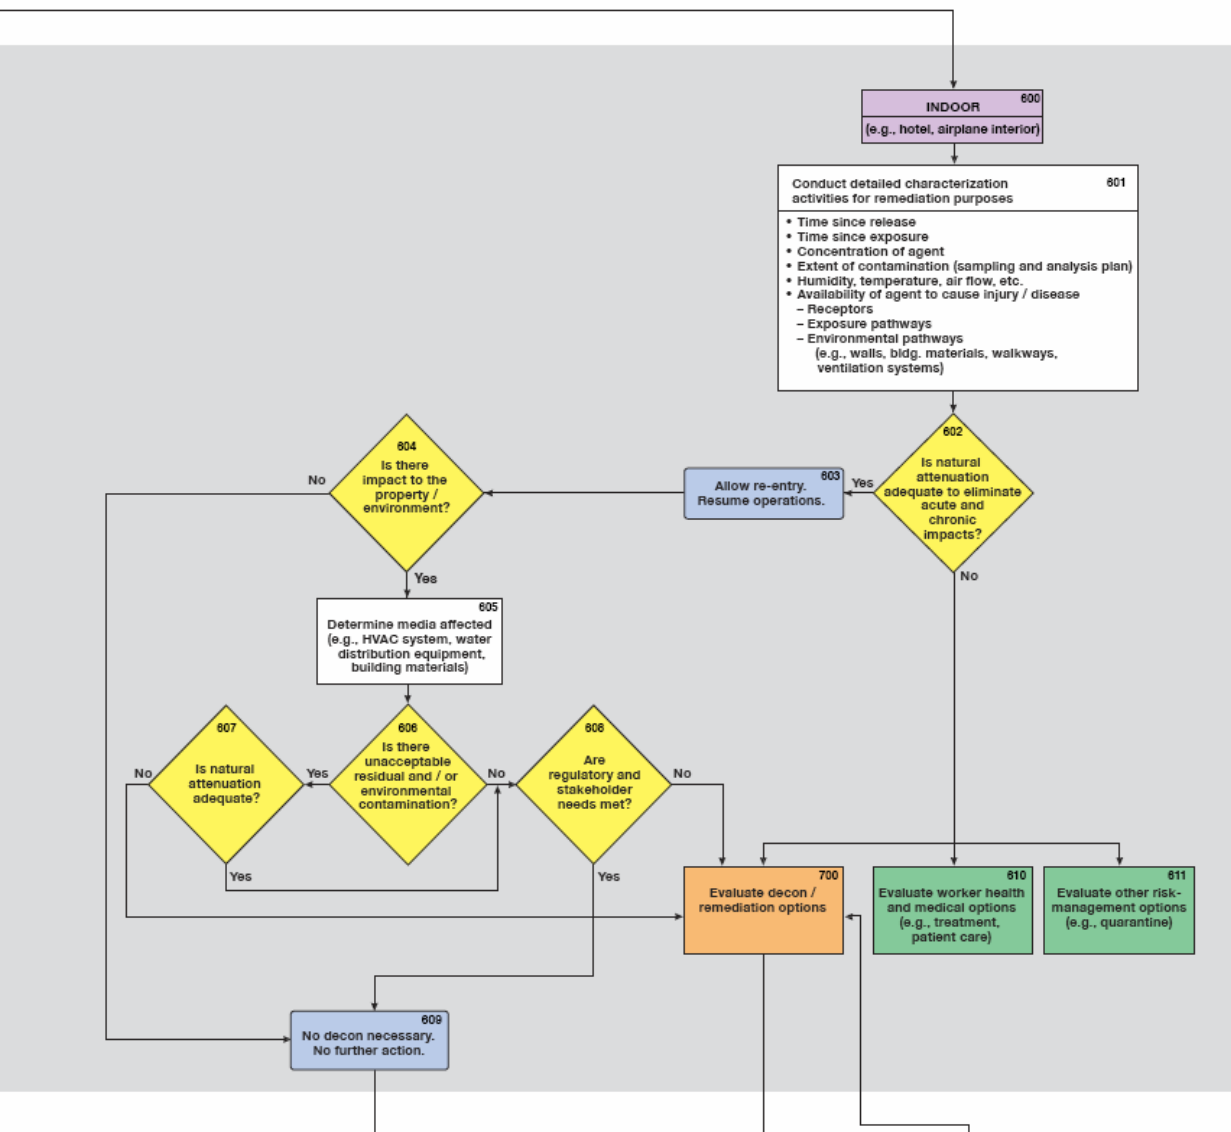 600
INDOOR
(e.g., hotel, airplane interior)
Conduct detailed characterization 601
activities for remediation purposes
• Time since release
• Time since exposure
• Concentration of agent
• Extent of contamination (sampling and analysis plan)
• Humidity, temperature, air flow, etc.
• Availability of agent to cause injury / disease
– Receptors
– Exposure pathways
– Environmental pathways
(e.g., walls, bldg. materials, walkways,
ventilation systems)
602
Is natural
attenuation
adequate to eliminate
acute and
chronic
impacts?
Yes
No
603
Allow re-entry.
Resume operations.
604
Is there
impact to the
property /
environment?
No
Yes
605
Determine media affected
(e.g., HVAC system, water
distribution equipment,
building materials)
606
Is there
unacceptable
residual and / or
environmental
contamination?
Yes
No
607
Is natural
attenuation
adequate?
No
Yes
608
Are
regulatory and
stakeholder
needs met?
No
Yes
700
Evaluate decon /
remediation options
610
Evaluate worker health
and medical options
(e.g., treatment,
patient care)
611
Evaluate other risk-
management options
(e.g., quarantine)
609
No decon necessary.
No further action.